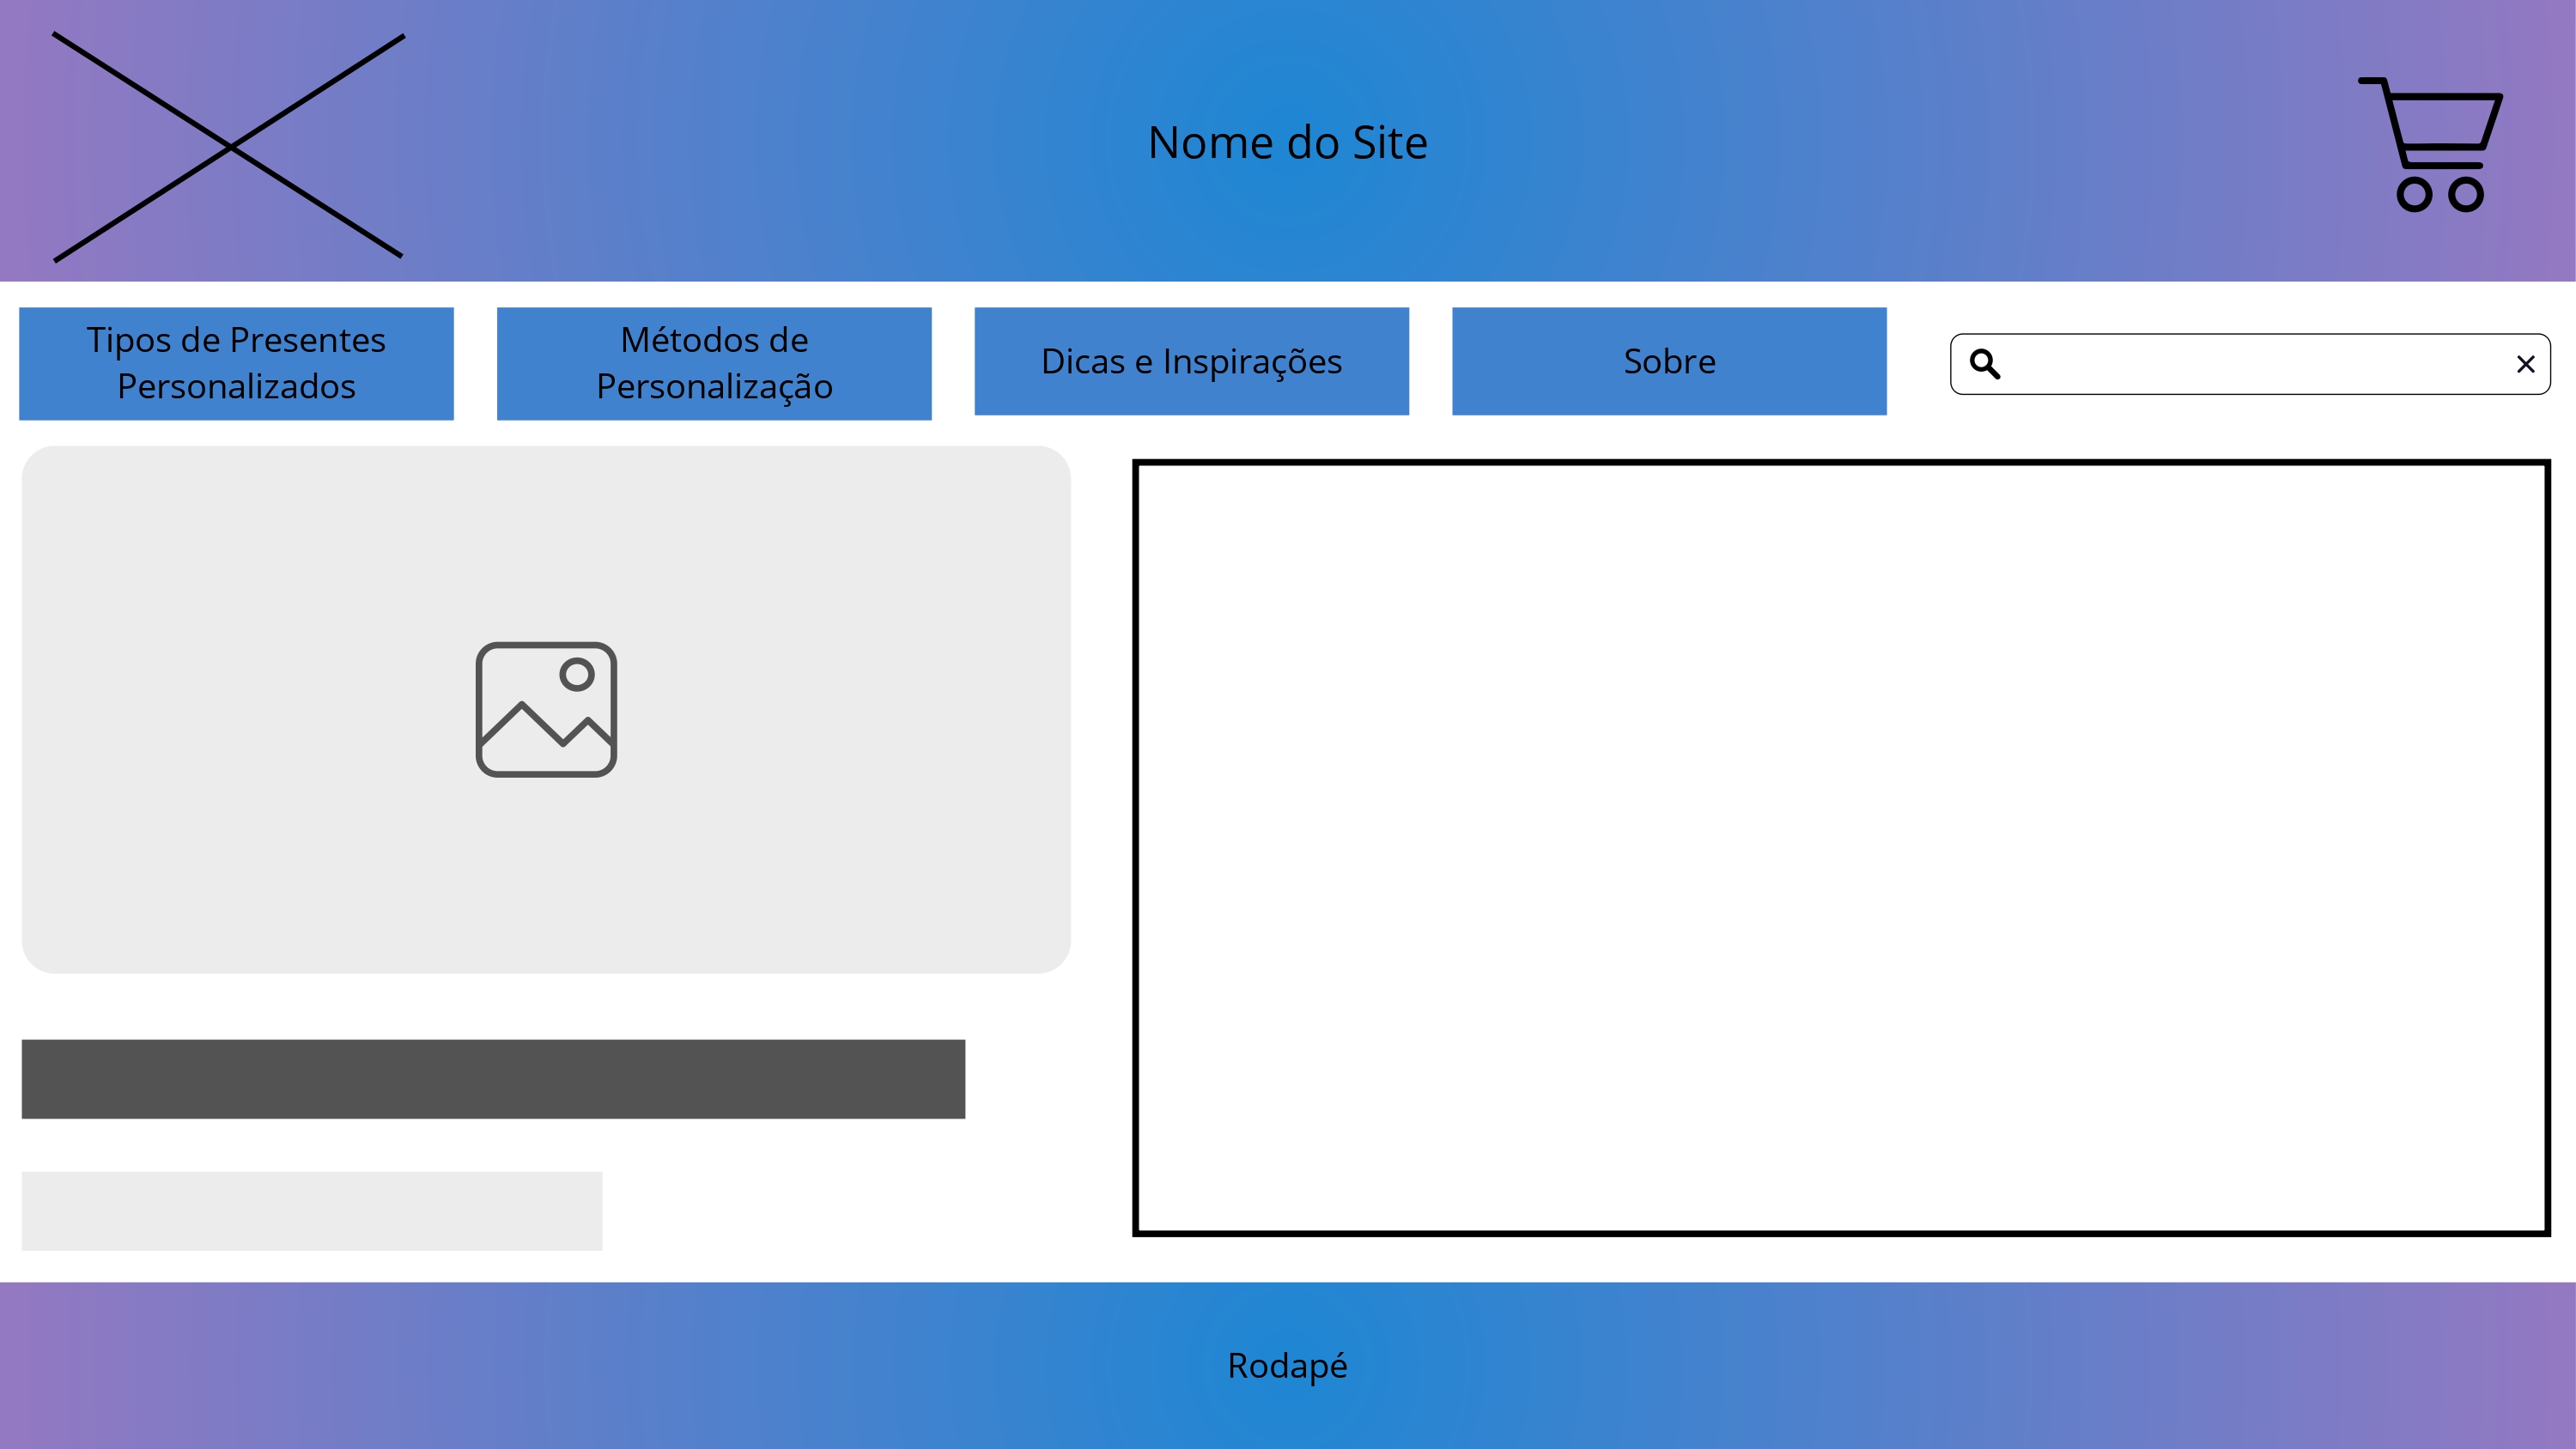 Nome do Site
Tipos de Presentes
Personalizados
Métodos de
Personalização
Dicas e Inspirações
Sobre
Rodapé